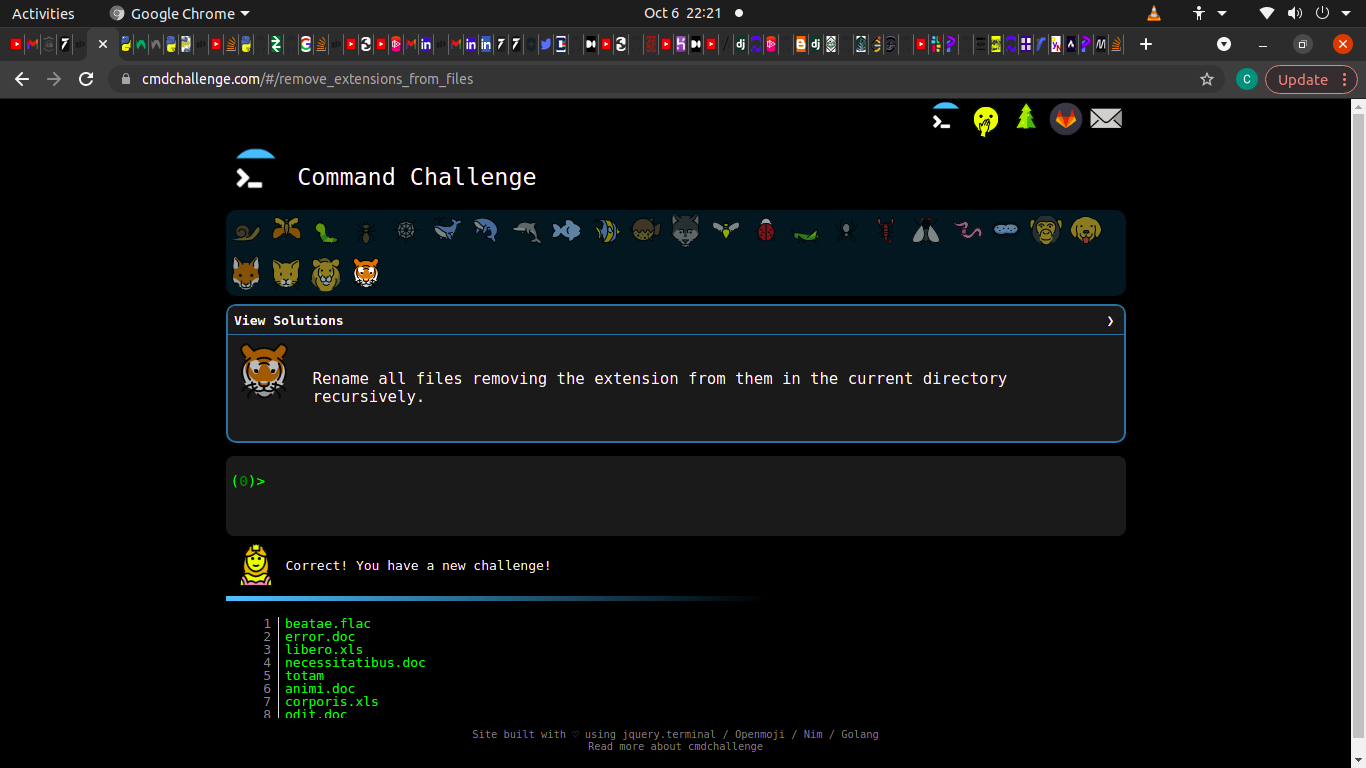 Activities Google Chrome Oct 6 22:21
cmdchallenge.com/#/remove_extensions_from_files C Update
Command Challenge
View Solutions ❯
Rename all files removing the extension from them in the current directory
recursively.
(0)>
Correct! You have a new challenge!
1 beatae.flac
2 error.doc
3 libero.xls
4 necessitatibus.doc
5 totam
6 animi.doc
7 corporis.xls
8 odit.doc
Site built with ♡ using jquery.terminal / Openmoji / Nim / Golang
Read more about cmdchallenge